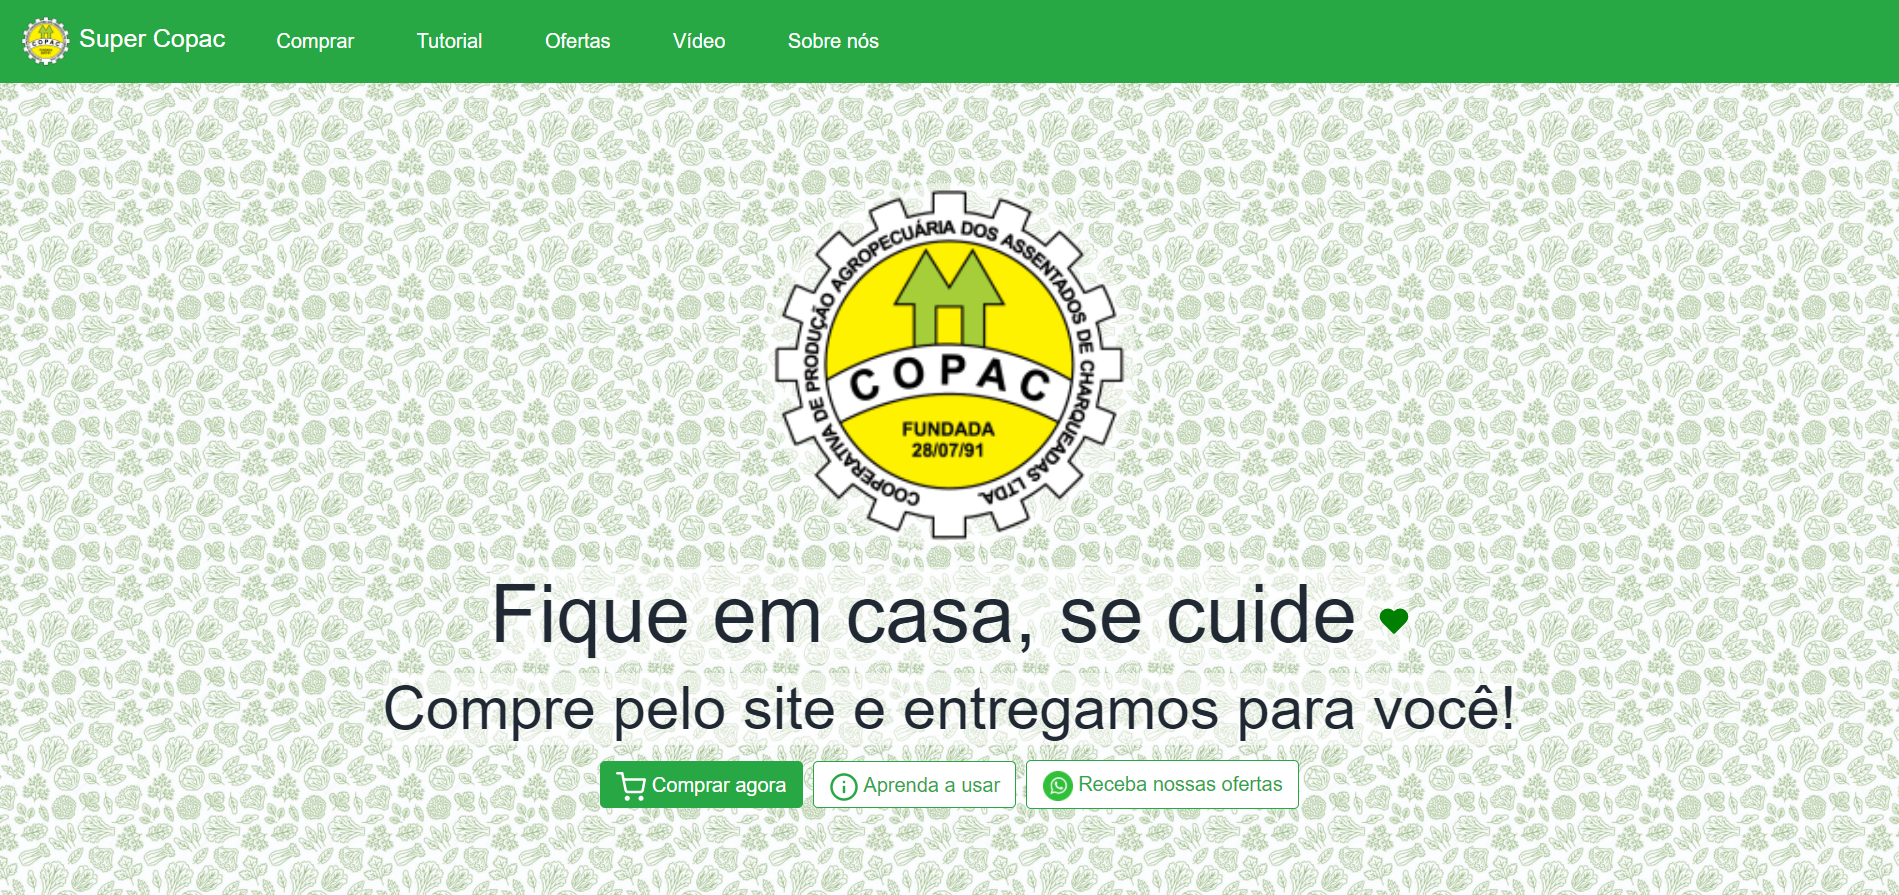 COPAC
Super Copac
Comprar
Tutorial
Ofertas
Vídeo
Sobre nós
COOPERATIVA DE PRODUÇÃO AGROPECUÁRIA DOS ASSENTADOS DE CHARQUEADAS LTDA.
COPAC
FUNDADA
28/07/91
Fique em casa, se cuide
Compre pelo site e entregamos para você!
Comprar agora
Aprenda a usar
Receba nossas ofertas